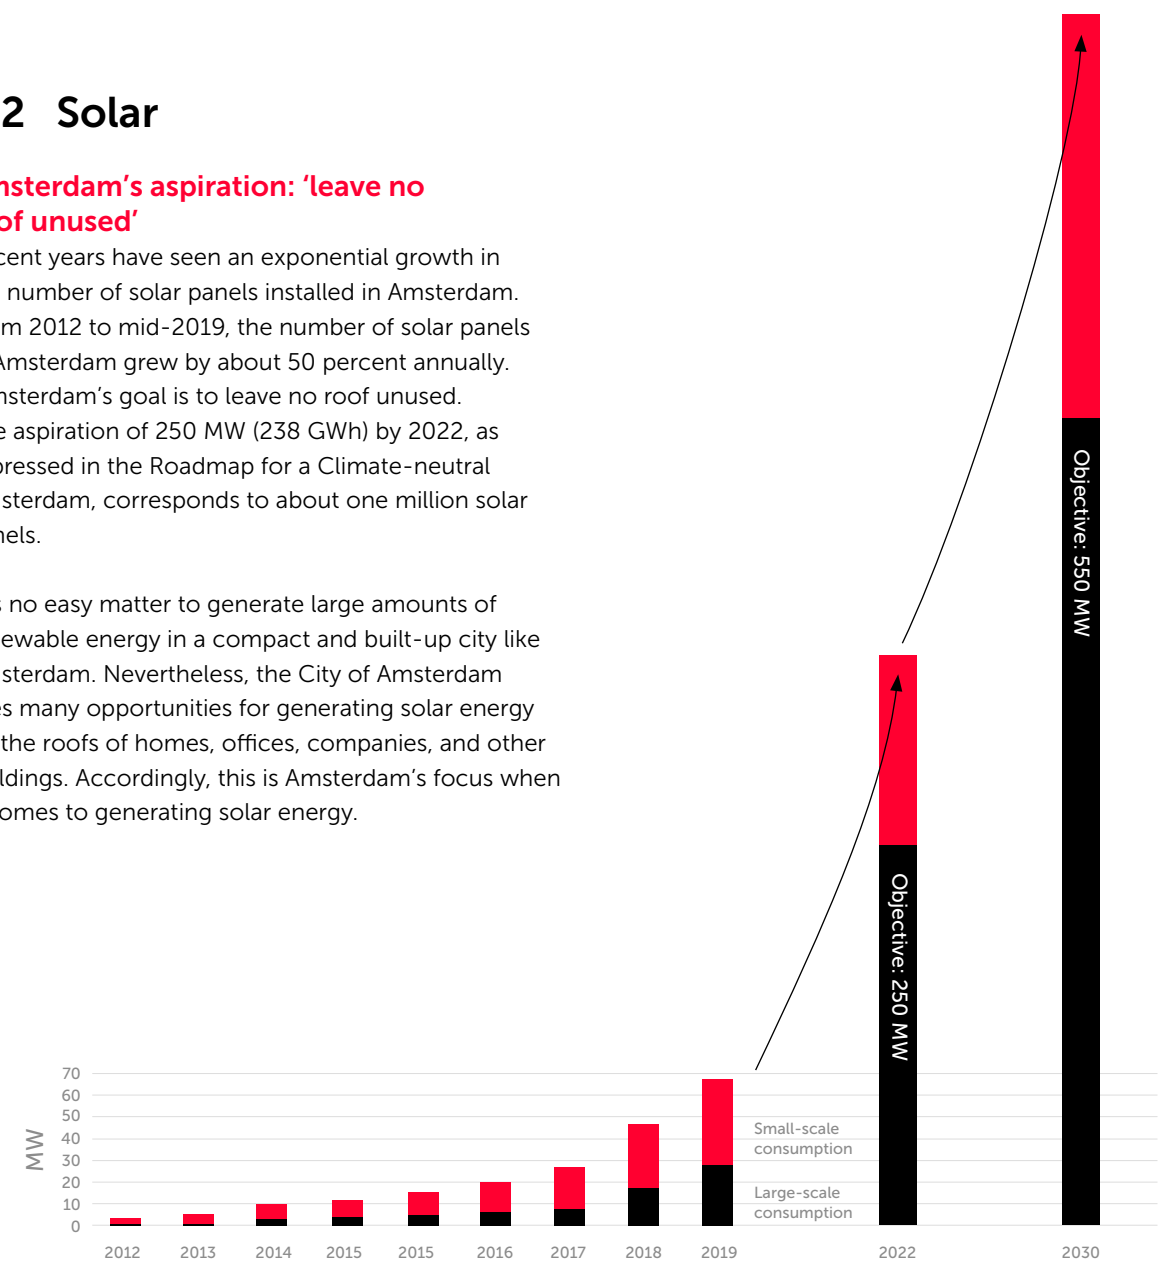 2 Solar
msterdam's aspiration: 'leave no
of unused'
cent years have seen an exponential growth in
number of solar panels installed in Amsterdam.
m 2012 to mid-2019, the number of solar panels
Amsterdam grew by about 50 percent annually.
msterdam's goal is to leave no roof unused.
e aspiration of 250 MW (238 GWh) by 2022, as
pressed in the Roadmap for a Climate-neutral
msterdam, corresponds to about one million solar
nels.
s no easy matter to generate large amounts of
ewable energy in a compact and built-up city like
sterdam. Nevertheless, the City of Amsterdam
es many opportunities for generating solar energy
the roofs of homes, offices, companies, and other
ldings. Accordingly, this is Amsterdam's focus when
omes to generating solar energy.
Objective: 550 MW
Objective: 250 MW
MW
70
60
50
40
30
20
10
0
Small-scale
consumption
Large-scale
consumption
2012 2013 2014 2015 2015 2016 2017 2018 2019 2022 2030